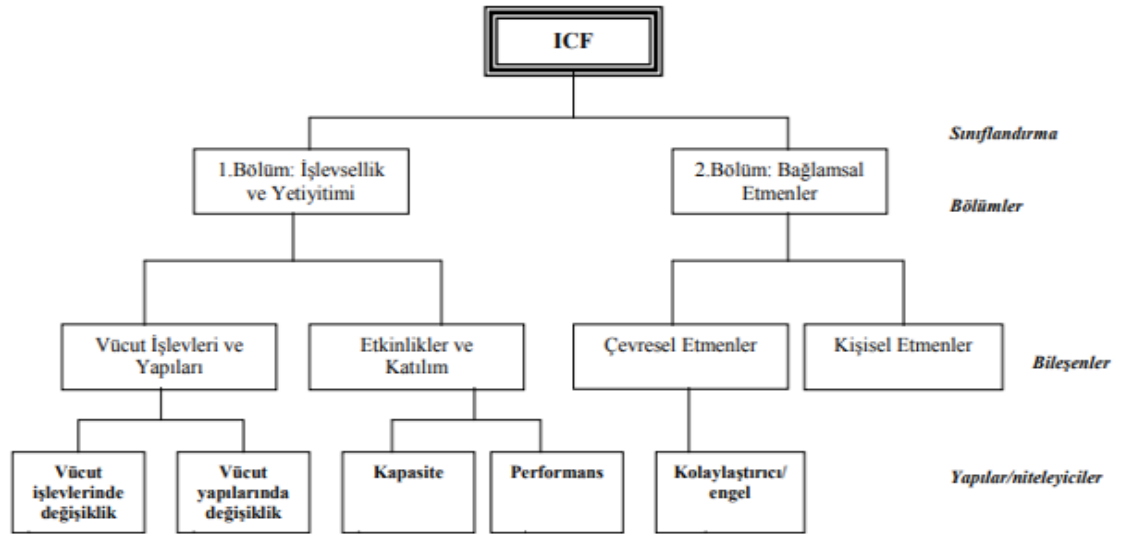 ICF
Sınıflandırma
1.Bölüm: İşlevsellik
ve Yetiyitimi
2.Bölüm: Bağlamsal
Etmenler
Bölümler
Vücut İşlevleri ve
Yapıları
Etkinlikler ve
Katılım
Çevresel Etmenler
Kişisel Etmenler
Bileşenler
Vücut
işlevlerinde
değişiklik
Vücut
yapılarında
değişiklik
Kapasite
Performans
Kolaylaştırıcı/
engel
Yapılar/niteleyiciler